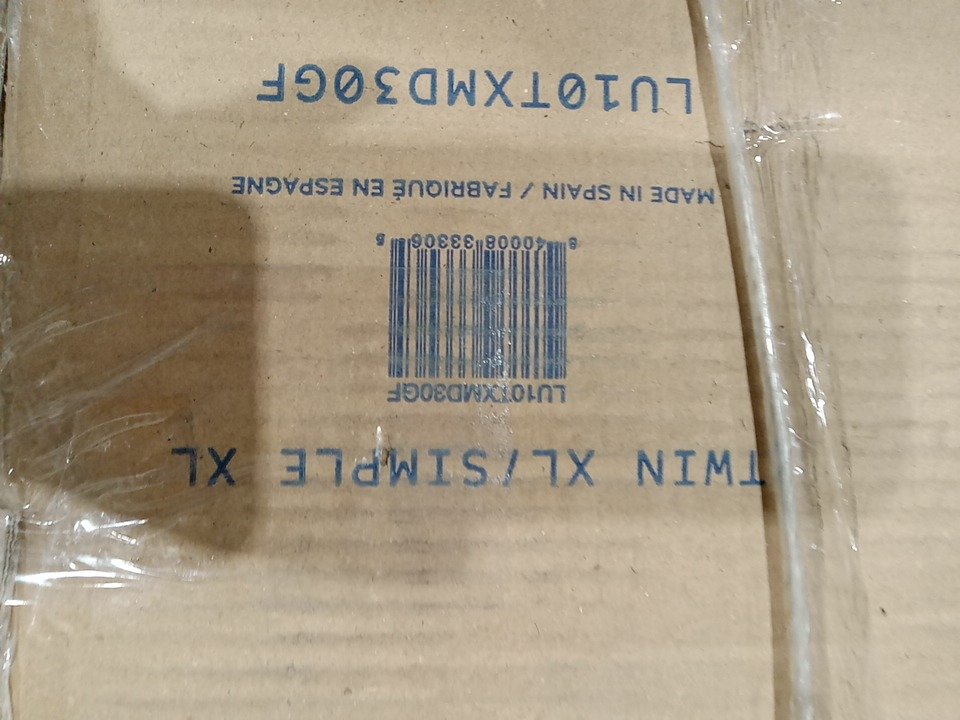 TWIN XL/SIMPLE XL
LU10TXMD30GF
8 40008 33306 5
MADE IN SPAIN / FABRIQUÉ EN ESPAGNE
LU10TXMD30GF